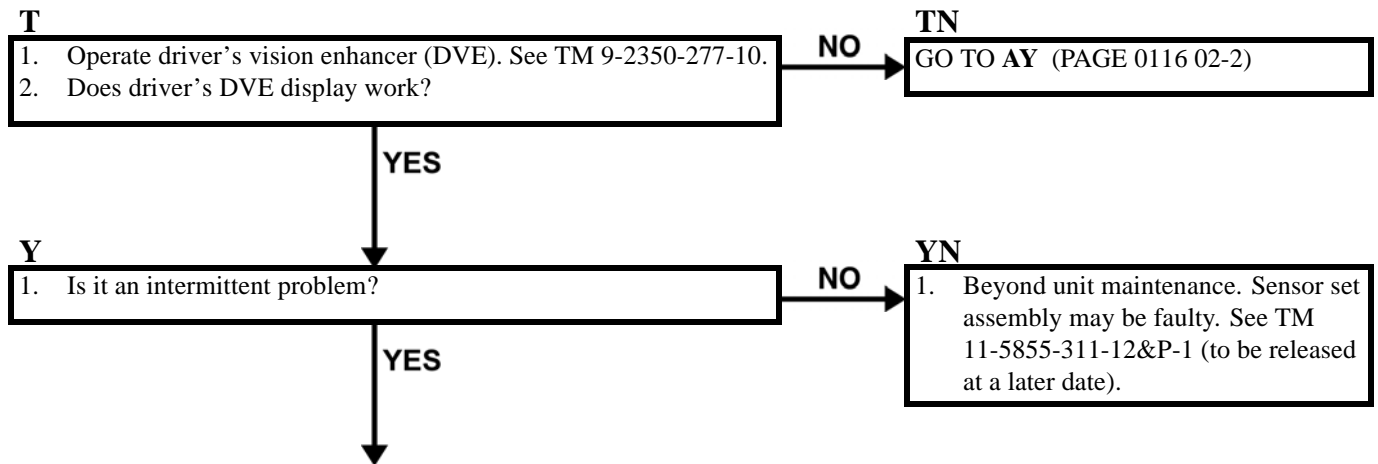 T
1. Operate driver’s vision enhancer (DVE). See TM 9-2350-277-10.
2. Does driver’s DVE display work?
NO
TN
GO TO AY (PAGE 0116 02-2)
YES
Y
1. Is it an intermittent problem?
NO
YN
1. Beyond unit maintenance. Sensor set
assembly may be faulty. See TM
11-5855-311-12&P-1 (to be released
at a later date).
YES